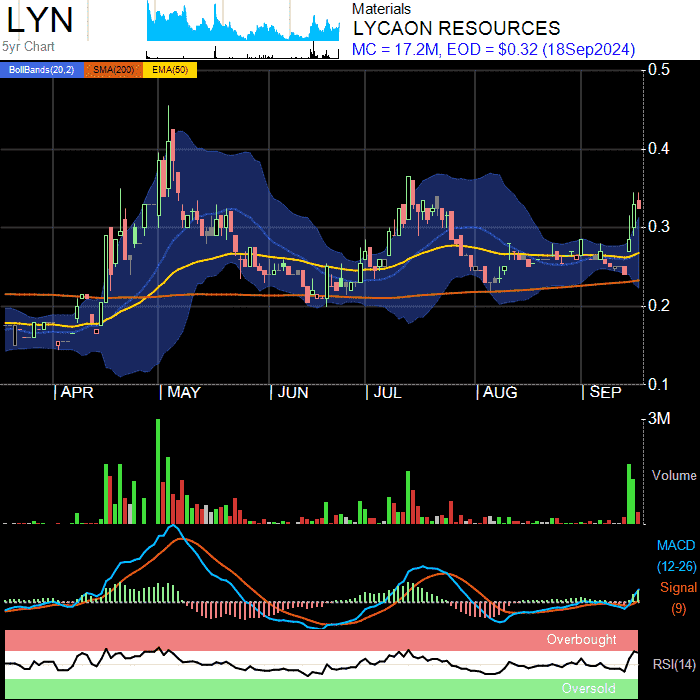 LYN
5yr Chart
Materials
LYCAON RESOURCES
MC = 17.2M, EOD = $0.32 (18Sep2024)
BollBands(20,2) SMA(200) EMA(50)
0.5
0.4
0.3
0.2
0.1
APR MAY JUN JUL AUG SEP
3M
Volume
MACD
(12-26)
Signal
(9)
Overbought
RSI(14)
Oversold